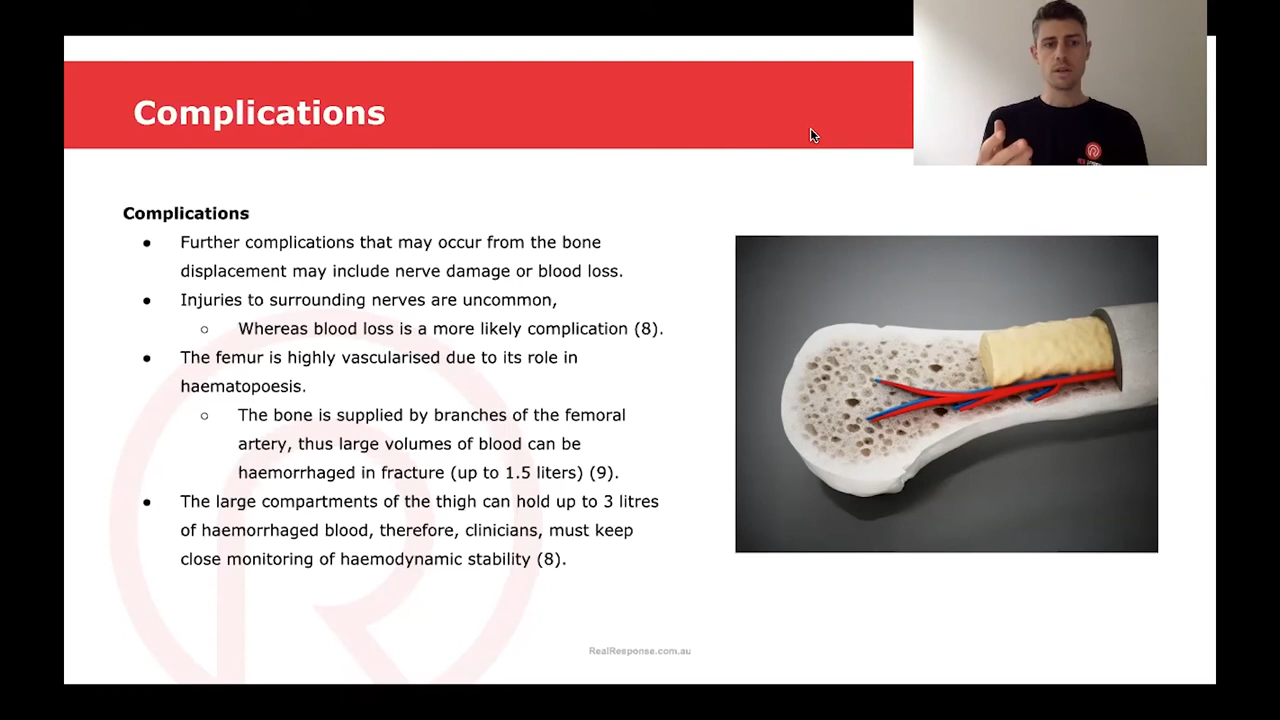 Complications
Complications
● Further complications that may occur from the bone
displacement may include nerve damage or blood loss.
● Injuries to surrounding nerves are uncommon,
○ Whereas blood loss is a more likely complication (8).
● The femur is highly vascularised due to its role in
haematopoesis.
○ The bone is supplied by branches of the femoral
artery, thus large volumes of blood can be
haemorrhaged in fracture (up to 1.5 liters) (9).
● The large compartments of the thigh can hold up to 3 litres
of haemorrhaged blood, therefore, clinicians, must keep
close monitoring of haemodynamic stability (8).
RealResponse.com.au